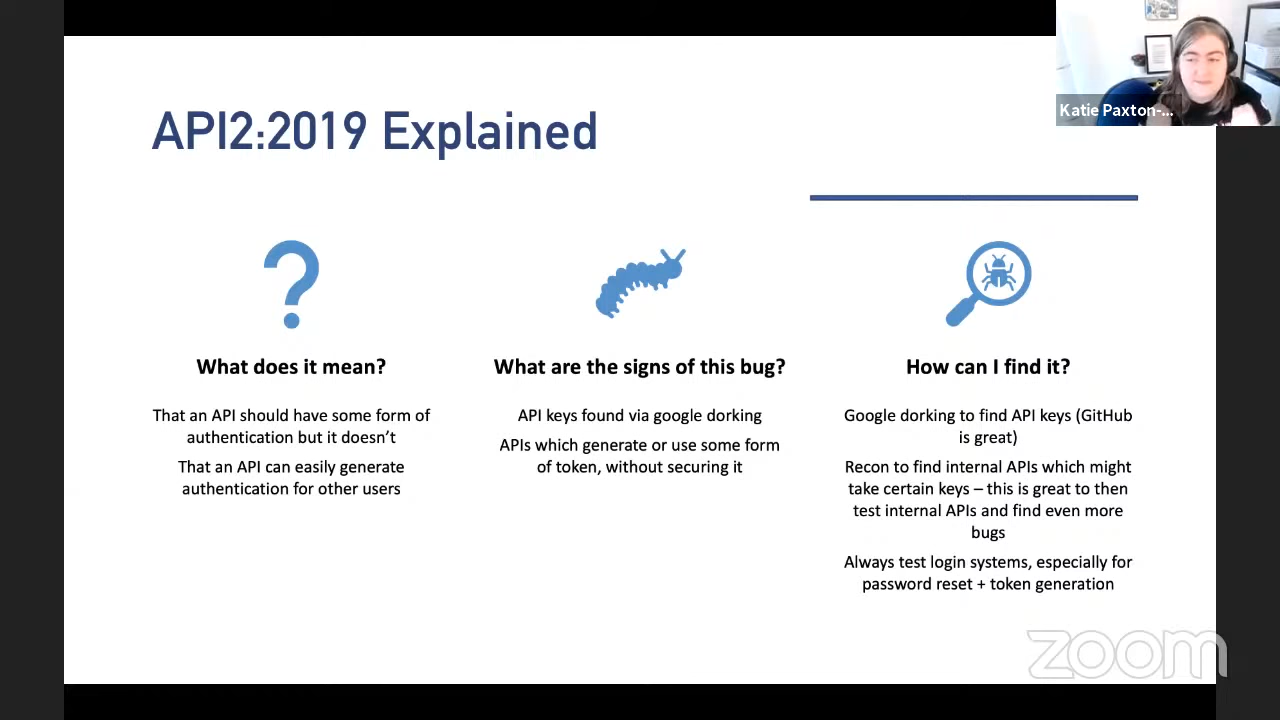 Katie Paxton-...
API2:2019 Explained
What does it mean?
That an API should have some form of
authentication but it doesn't
That an API can easily generate
authentication for other users
What are the signs of this bug?
API keys found via google dorking
APIs which generate or use some form
of token, without securing it
How can I find it?
Google dorking to find API keys (GitHub
is great)
Recon to find internal APIs which might
take certain keys – this is great to then
test internal APIs and find even more
bugs
Always test login systems, especially for
password reset + token generation
zoom